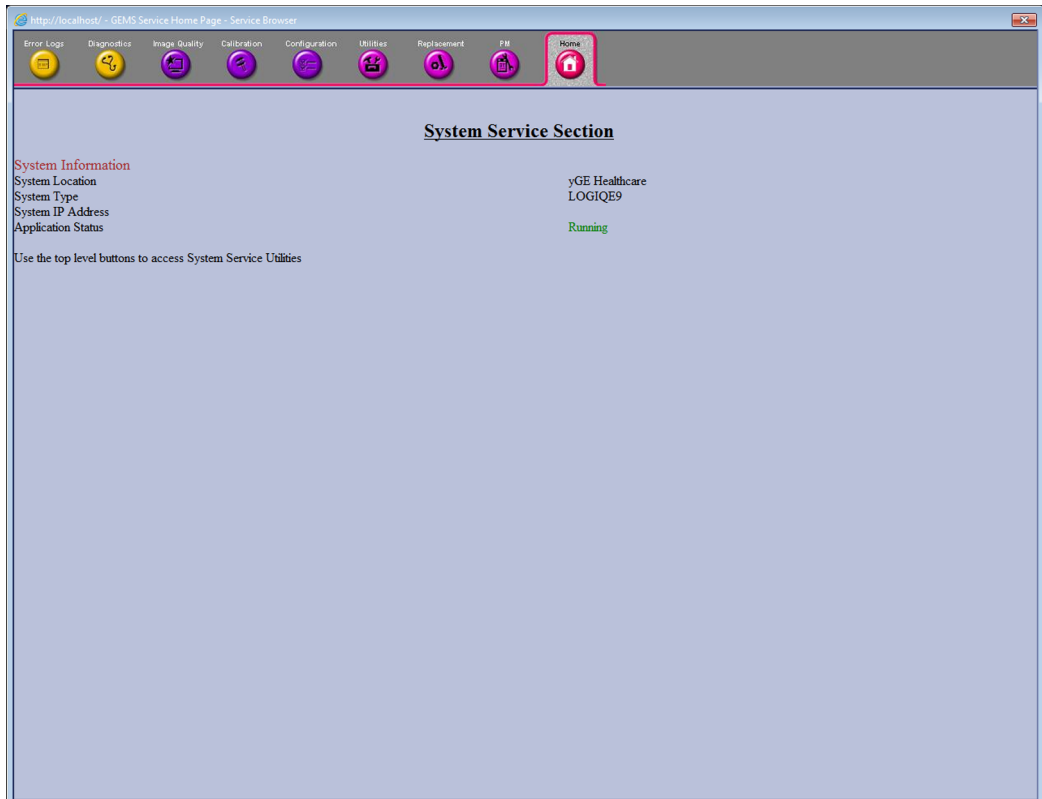 http://localhost/ - GEMS Service Home Page - Service Browser
Error Logs Diagnostics Image Quality Calibration Configuration Utilities Replacement PM Home
System Service Section
System Information
System Location yGE Healthcare
System Type LOGIQE9
System IP Address
Application Status Running
Use the top level buttons to access System Service Utilities